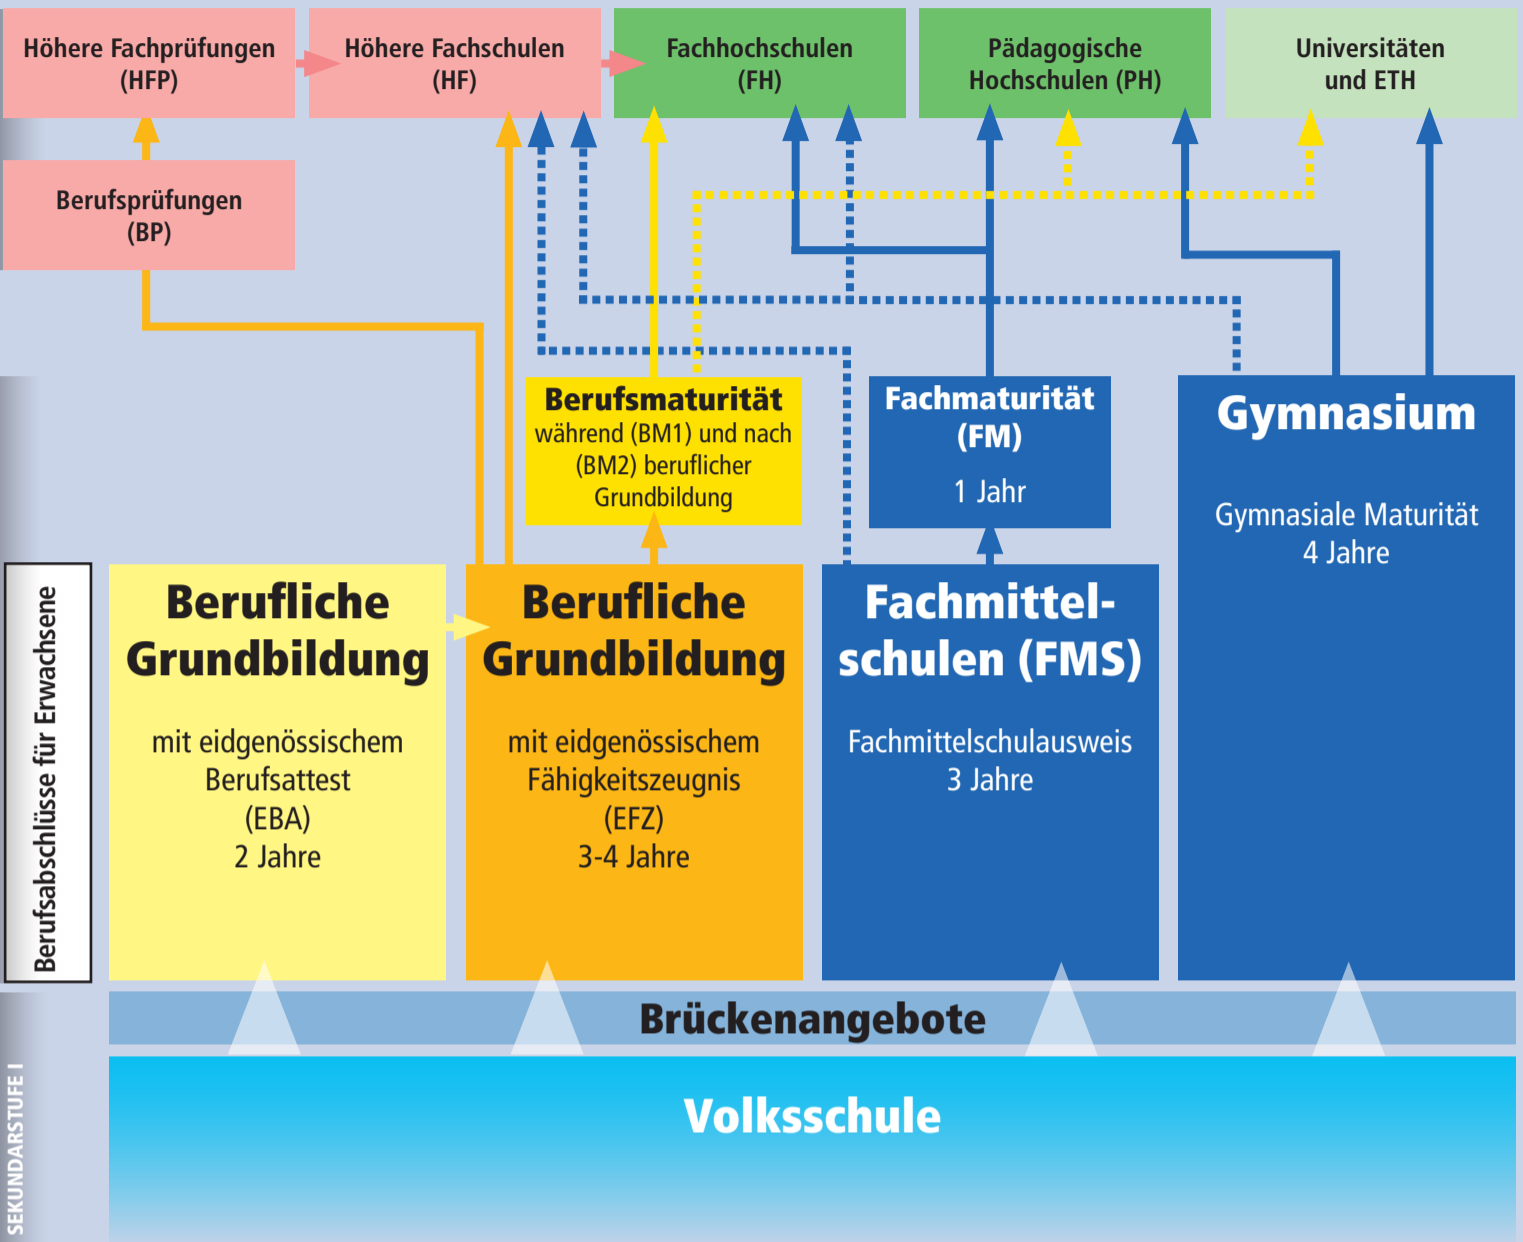 Höhere Fachprüfungen
(HFP)
Höhere Fachschulen
(HF)
Fachhochschulen
(FH)
Pädagogische
Hochschulen (PH)
Universitäten
und ETH
Berufsprüfungen
(BP)
Berufsmaturität
während (BM1) und nach
(BM2) beruflicher
Grundbildung
Fachmaturität
(FM)
1 Jahr
Gymnasium
Gymnasiale Maturität
4 Jahre
Berufsabschlüsse für Erwachsene
Berufliche
Grundbildung
mit eidgenössischem
Berufsattest
(EBA)
2 Jahre
Berufliche
Grundbildung
mit eidgenössischem
Fähigkeitszeugnis
(EFZ)
3-4 Jahre
Fachmittel-
schulen (FMS)
Fachmittelschulausweis
3 Jahre
Brückenangebote
SEKUNDARSTUFE I
Volksschule